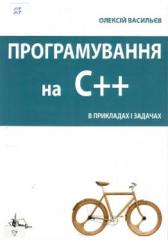 ОЛЕКСІЙ ВАСИЛЬЄВ
ПРОГРАМУВАННЯ
на C++
В ПРИКЛАДАХ І ЗАДАЧАХ